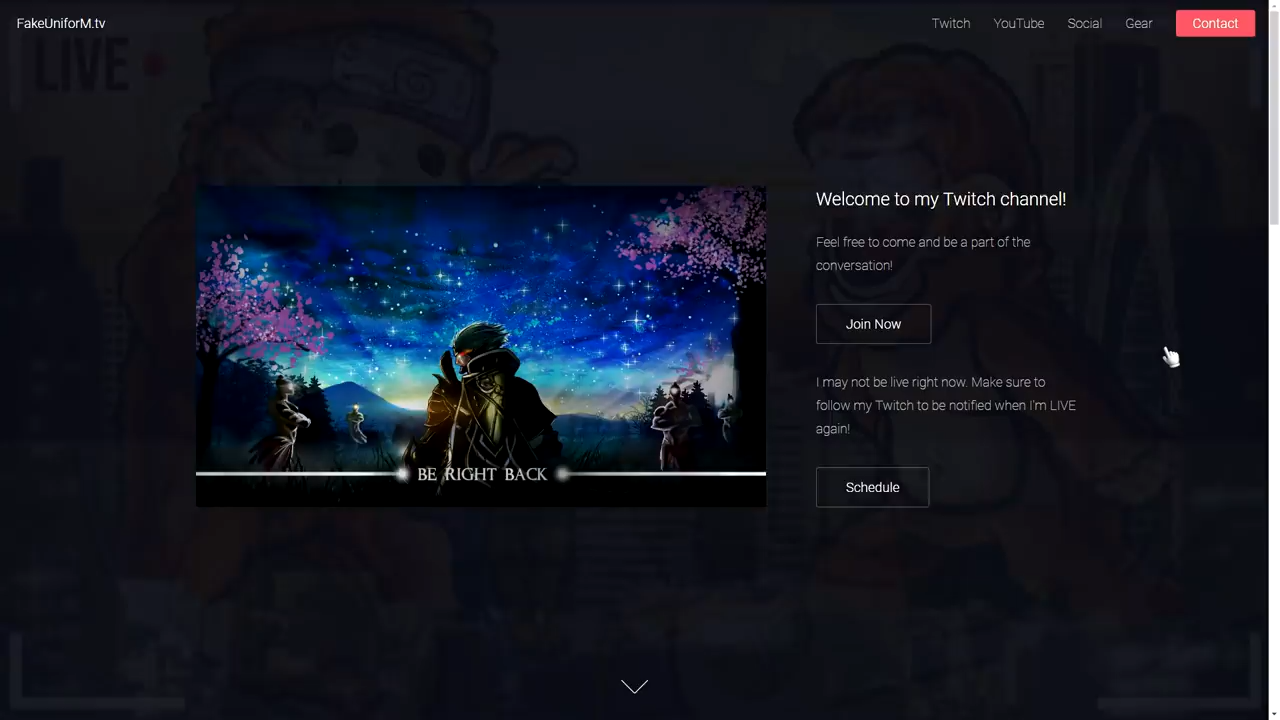 FakeUniforM.tv
Twitch YouTube Social Gear Contact
LIVE
Welcome to my Twitch channel!
Feel free to come and be a part of the
conversation!
Join Now
I may not be live right now. Make sure to
follow my Twitch to be notified when I'm LIVE
again!
Schedule
BE RIGHT BACK